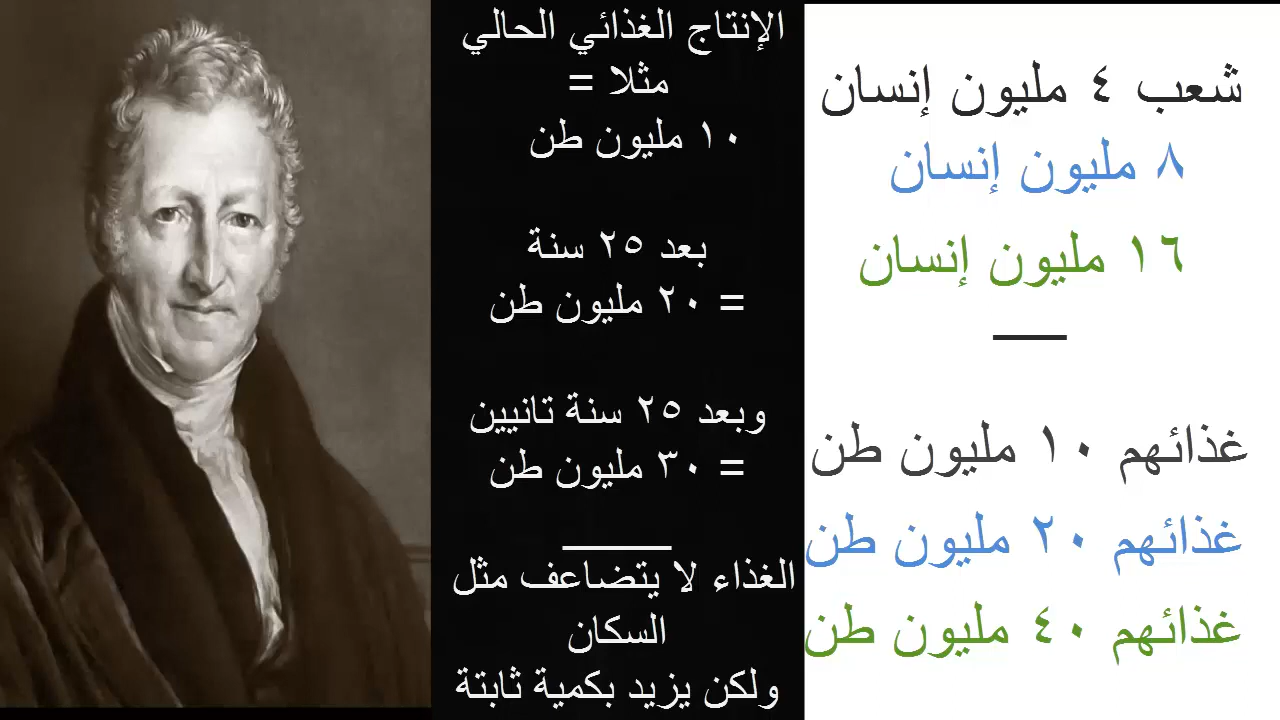 شعب ٤ مليون إنسان
٨ مليون إنسان
١٦ مليون إنسان
غذائهم ١٠ مليون طن
غذائهم ٢٠ مليون طن
غذائهم ٤٠ مليون طن
الإنتاج الغذائي الحالي
مثلا =
١٠ مليون طن
بعد ٢٥ سنة
= ٢٠ مليون طن
وبعد ٢٥ سنة تانيين
= ٣٠ مليون طن
الغذاء لا يتضاعف مثل
السكان
ولكن يزيد بكمية ثابتة